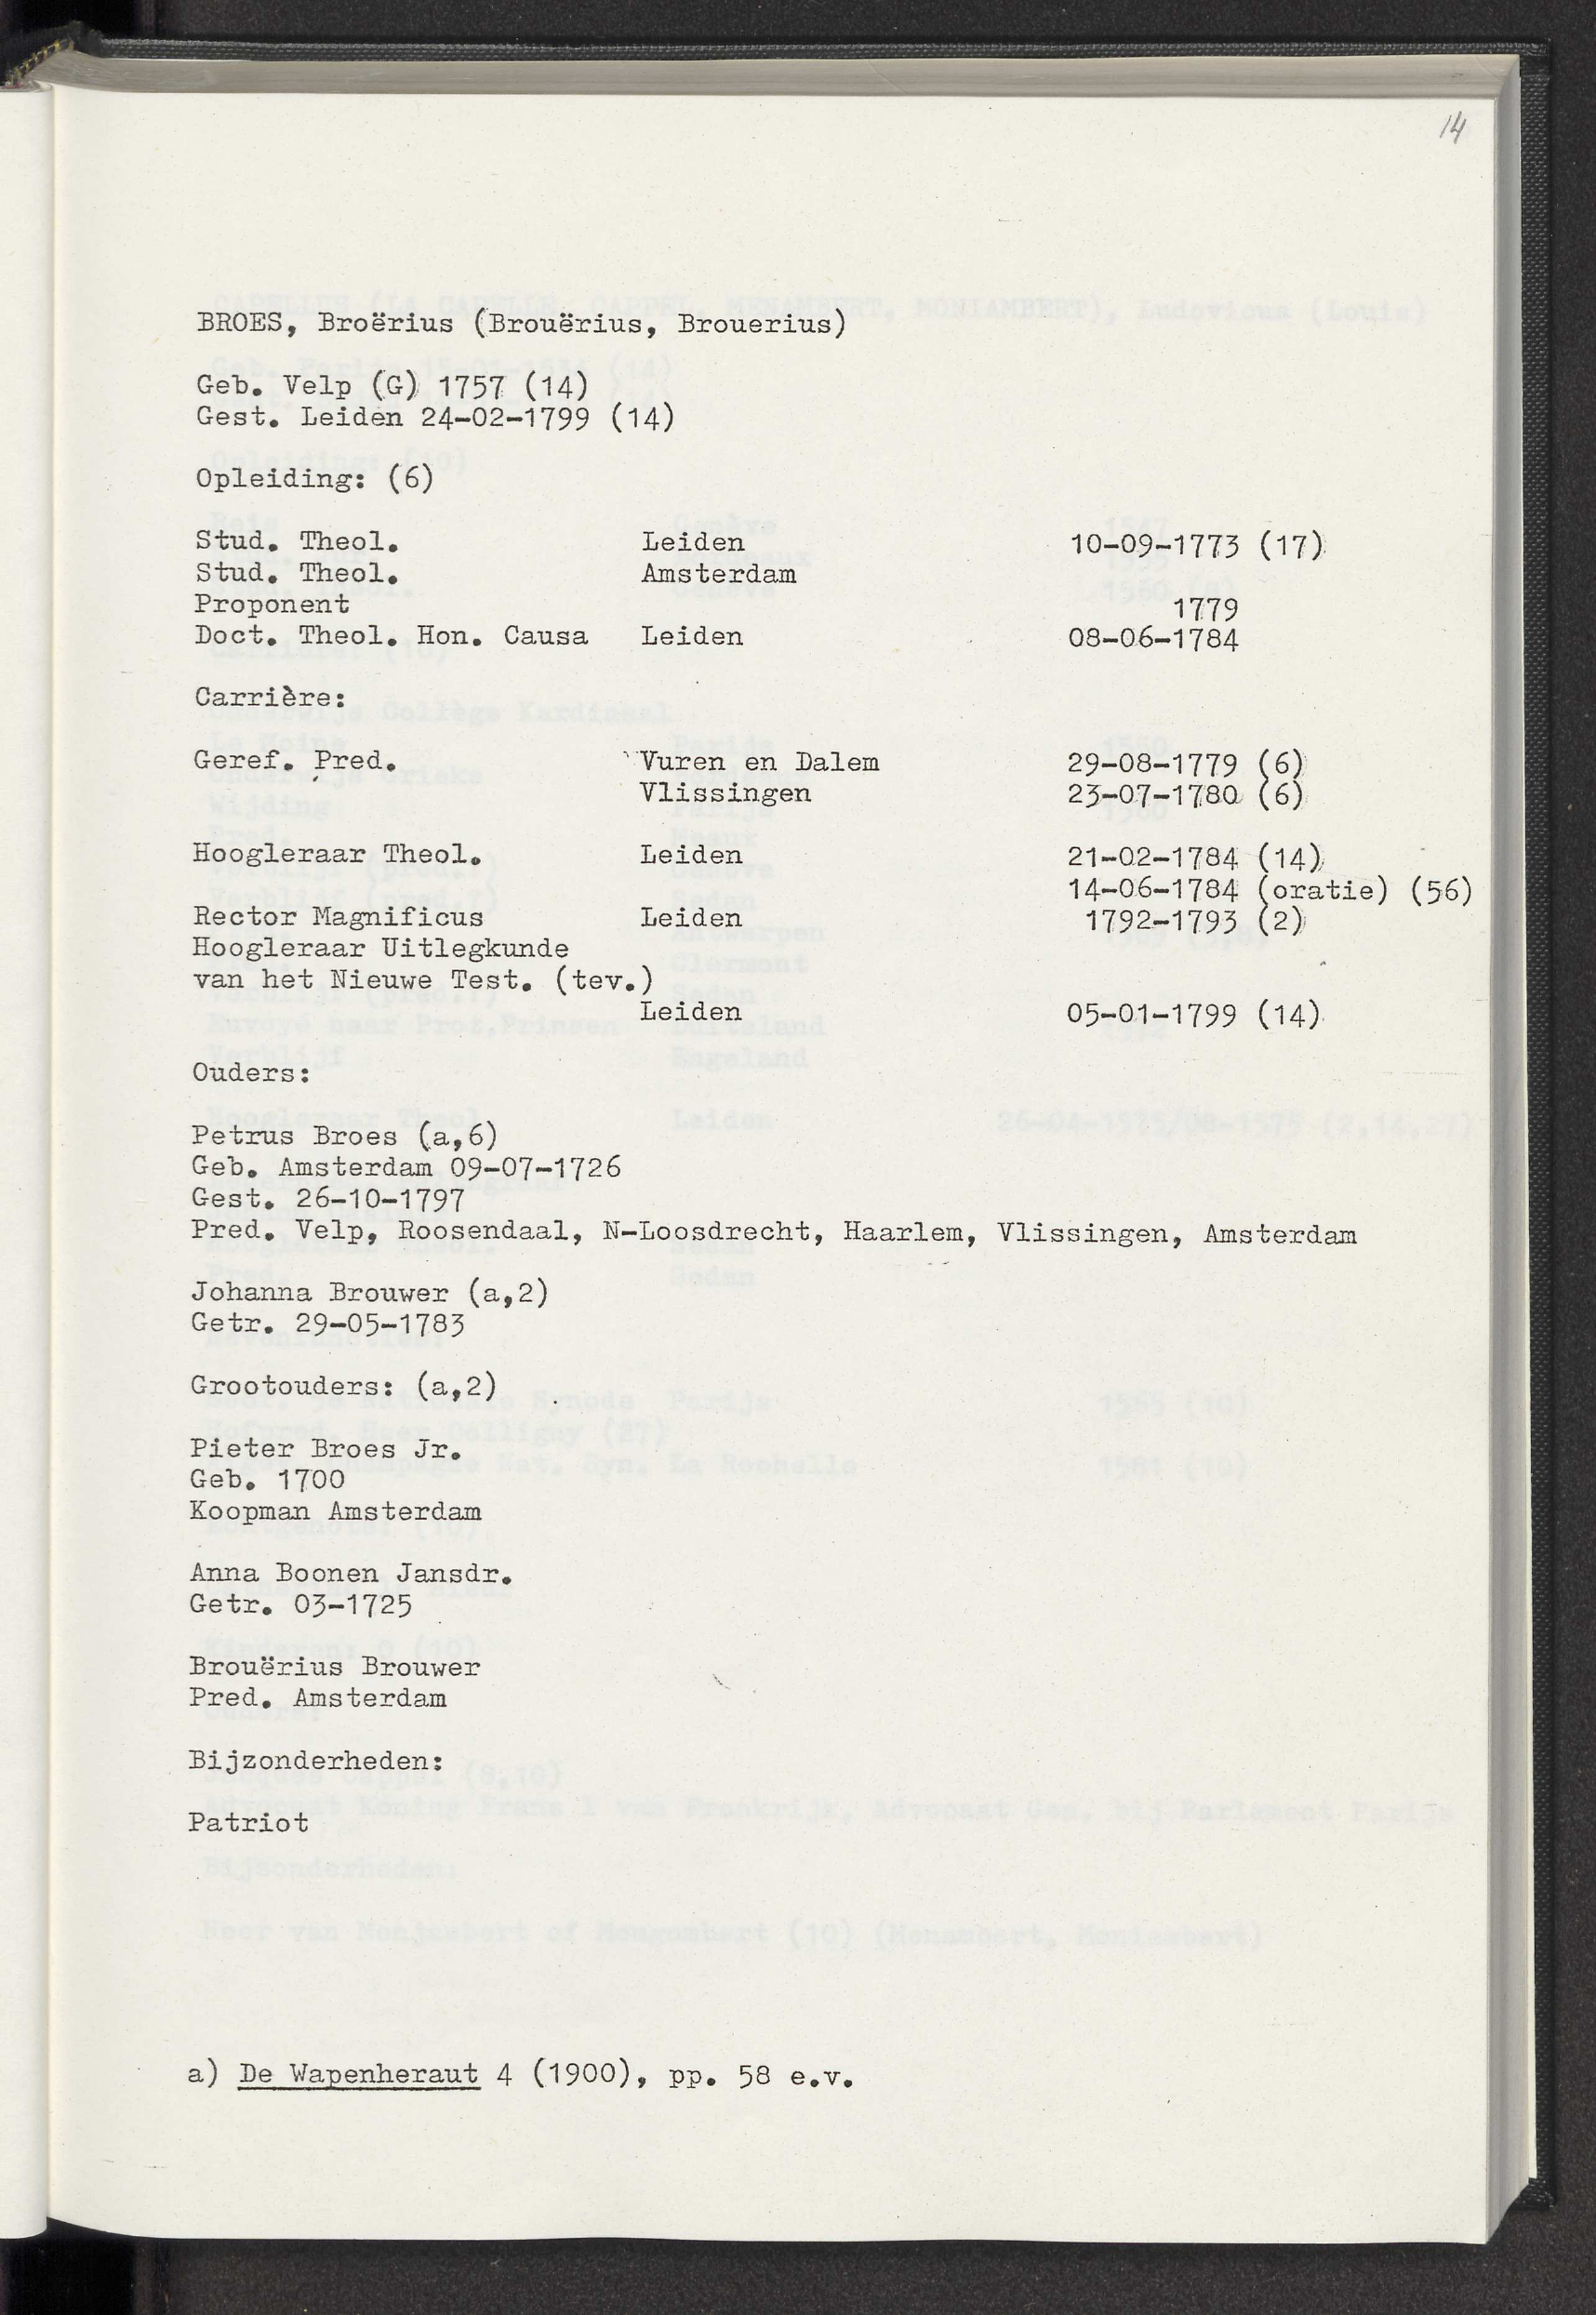 14
BROES, Broërius (Brouërius, Brouerius)
Geb. Velp (G) 1757 (14)
Gest. Leiden 24-02-1799 (14)
Opleiding: (6)
Stud. Theol. Leiden 10-09-1773 (17)
Stud. Theol. Amsterdam
Proponent 1779
Doct. Theol. Hon. Causa Leiden 08-06-1784
Carrière:
Geref. Pred. Vuren en Dalem 29-08-1779 (6)
Vlissingen 23-07-1780 (6)
Hoogleraar Theol. Leiden 21-02-1784 (14)
14-06-1784 (oratie) (56)
Rector Magnificus Leiden 1792-1793 (2)
Hoogleraar Uitlegkunde
van het Nieuwe Test. (tev.)
Leiden 05-01-1799 (14)
Ouders:
Petrus Broes (a,6)
Geb. Amsterdam 09-07-1726
Gest. 26-10-1797
Pred. Velp, Roosendaal, N-Loosdrecht, Haarlem, Vlissingen, Amsterdam
Johanna Brouwer (a,2)
Getr. 29-05-1783
Grootouders: (a,2)
Pieter Broes Jr.
Geb. 1700
Koopman Amsterdam
Anna Boonen Jansdr.
Getr. 03-1725
Brouërius Brouwer
Pred. Amsterdam
Bijzonderheden:
Patriot
a) De Wapenheraut 4 (1900), pp. 58 e.v.